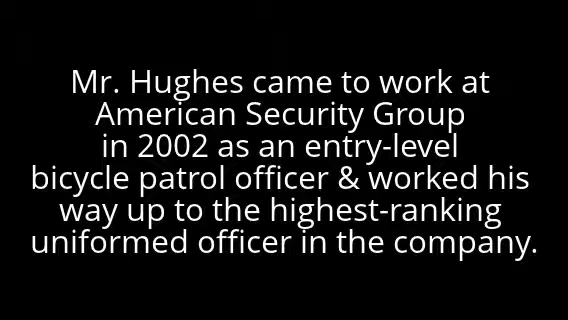 Mr. Hughes came to work at
American Security Group
in 2002 as an entry-level
bicycle patrol officer & worked his
way up to the highest-ranking
uniformed officer in the company.